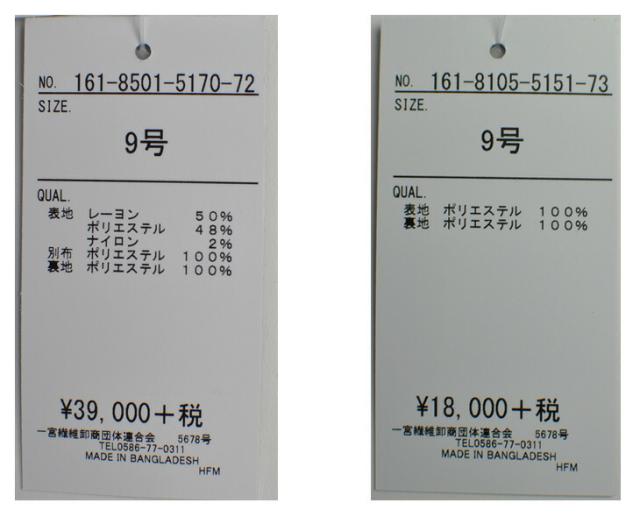 NO. 161-8501-5170-72
SIZE.
9号
QUAL.
表地 レーヨン 50%
ポリエステル 48%
ナイロン 2%
別布 ポリエステル 100%
裏地 ポリエステル 100%
¥39,000+税
一宮繊維卸商団体連合会 5678号
TEL0586-77-0311
MADE IN BANGLADESH
HFM
NO. 161-8105-5151-73
SIZE.
9号
QUAL.
表地 ポリエステル 100%
裏地 ポリエステル 100%
¥18,000+税
一宮繊維卸商団体連合会 5678号
TEL0586-77-0311
MADE IN BANGLADESH
HFM